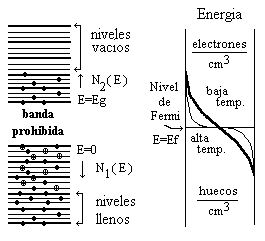 niveles
vacios
N2(E)
E=Eg
banda
prohibida
E=0
N1(E)
niveles
llenos
Energia
electrones
cm3
Nivel
de
Fermi
E=Ef
baja
temp.
alta
temp.
huecos
cm3